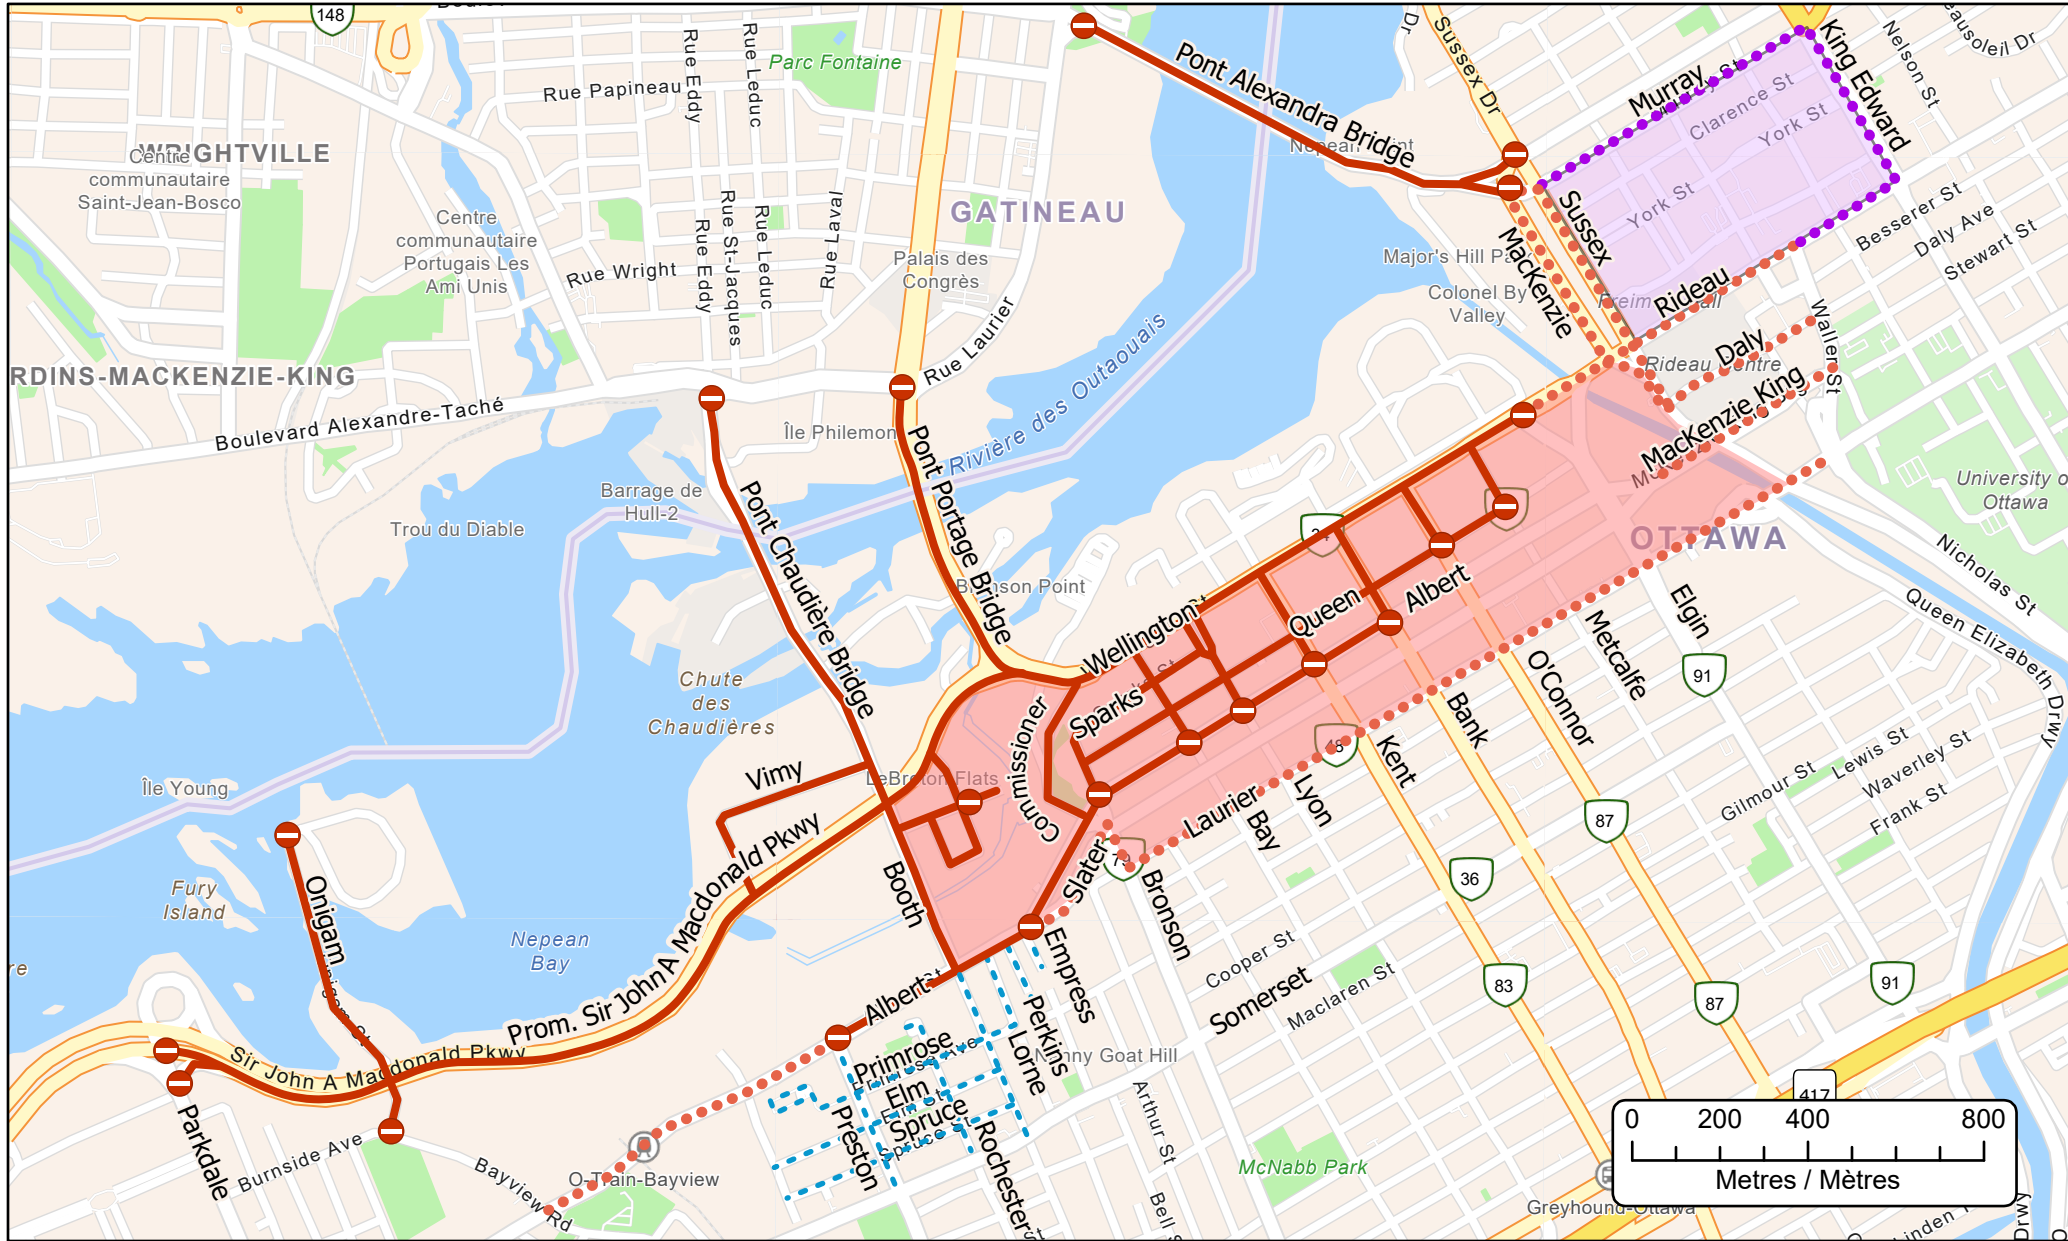 148
Parc Fontaine
Rue Papineau
Rue Eddy
Rue Leduc
WRIGHTVILLE
Centre
communautaire
Saint-Jean-Bosco
Centre
communautaire
Portugais Les
Ami Unis
Rue Wright
Rue Eddy
Rue St-Jacques
Rue Leduc
Rue Laval
GATINEAU
Palais des
Congrès
Rue Laurier
Pont Alexandra Bridge
Sussex Dr
Dr
Murray
Clarence St
York St
York St
King Edward
Nelson St
Besserer St
Daly Ave
Stewart St
Sussex
MacKenzie
Colonel By
Valley
Rideau
Daly
Rideau Centre
MacKenzie King
Waller St
University o
Ottawa
OTTAWA
Nicholas St
Queen Elizabeth Drwy
RDINS-MACKENZIE-KING
Boulevard Alexandre-Taché
Île Philemon
Rivière des Outaouais
Barrage de
Hull-2
Trou du Diable
Pont Portage Bridge
Pont Chaudière Bridge
Chute
des
Chaudières
Île Young
Fury
Island
Nepean
Bay
Vimy
LeBreton Flats
Commissioner
Wellington
Sparks
Queen
Albert
Elgin
Metcalfe
O'Connor
Bank
Kent
Lyon
Bay
Laurier
Slater
Bronson
Booth
Empress
91
87
36
83
87
91
417
Gilmour St
Lewis St
Waverley St
Frank St
Cooper St
Somerset
Maclaren St
Onigam
Prom. Sir John A Macdonald Pkwy
Sir John A Macdonald Pkwy
Parkdale
Burnside Ave
Bayview Rd
O-Train-Bayview
Albert
Primrose
Elm
Spruce
Spruce St
Preston
Rochester
Perkins
Lorne
Nanny Goat Hill
Arthur St
Bell
McNabb Park
Greyhound-Ottawa
Drwy
0 200 400 800
Metres / Mètres